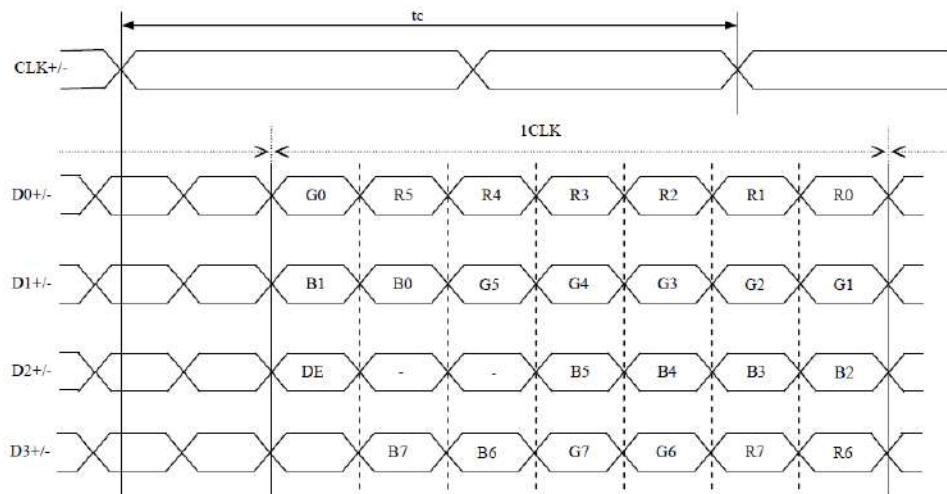 tc
CLK+/-
1CLK
D0+/- G0 R5 R4 R3 R2 R1 R0
D1+/- B1 B0 G5 G4 G3 G2 G1
D2+/- DE - - B5 B4 B3 B2
D3+/- B7 B6 G7 G6 R7 R6